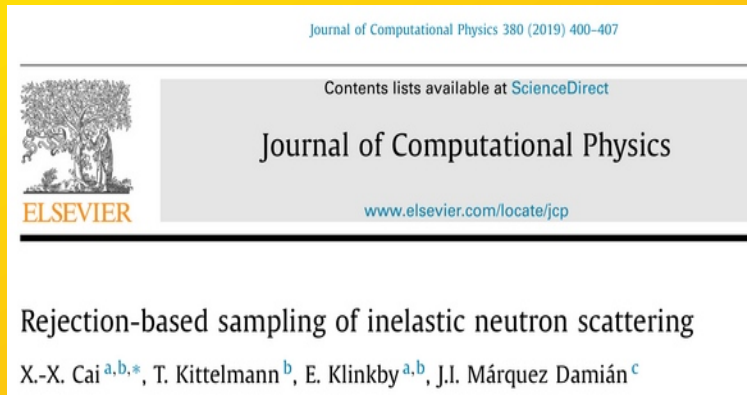 Journal of Computational Physics 380 (2019) 400–407
Contents lists available at ScienceDirect
Journal of Computational Physics
www.elsevier.com/locate/jcp
ELSEVIER
Rejection-based sampling of inelastic neutron scattering
X.-X. Cai a,b,*, T. Kittelmann b, E. Klinkby a,b, J.I. Márquez Damián c